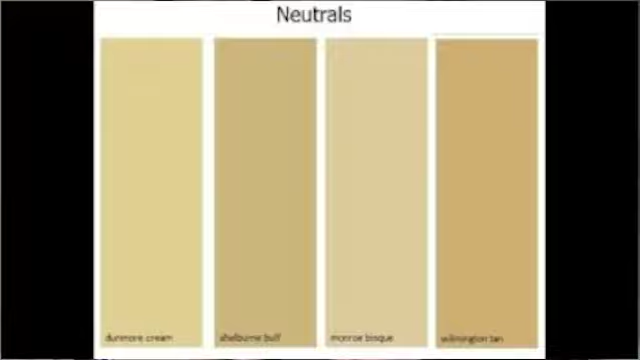 Neutrals
dunmore cream
shelburne buff
monroe bisque
wilmington tan